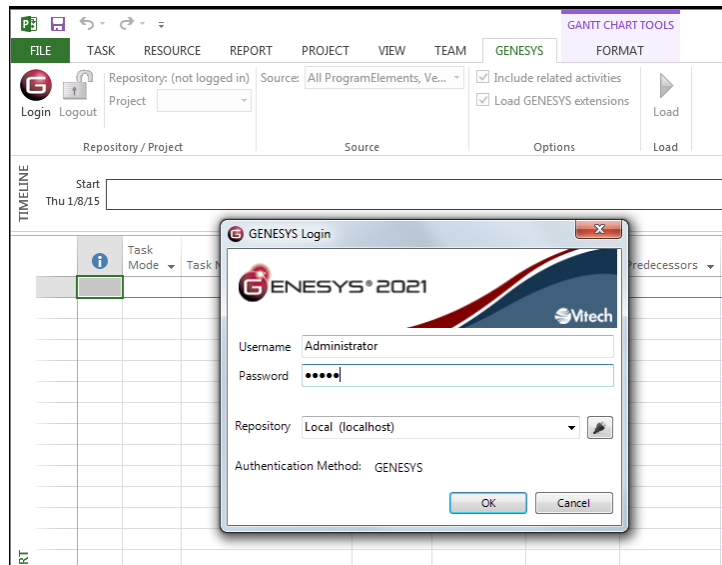 GANTT CHART TOOLS
FILE TASK RESOURCE REPORT PROJECT VIEW TEAM GENESYS FORMAT
Repository: (not logged in) Source: All ProgramElements, Ve... Include related activities
Project Load GENESYS extensions
Login Logout Load
Repository / Project Source Options Load
TIMELINE
Start
Thu 1/8/15
GENESYS Login
Task
Mode Task N Predecessors
GENESYS® 2021
Vitech
Username Administrator
Password •••••
Repository Local (localhost)
Authentication Method: GENESYS
OK Cancel
RT